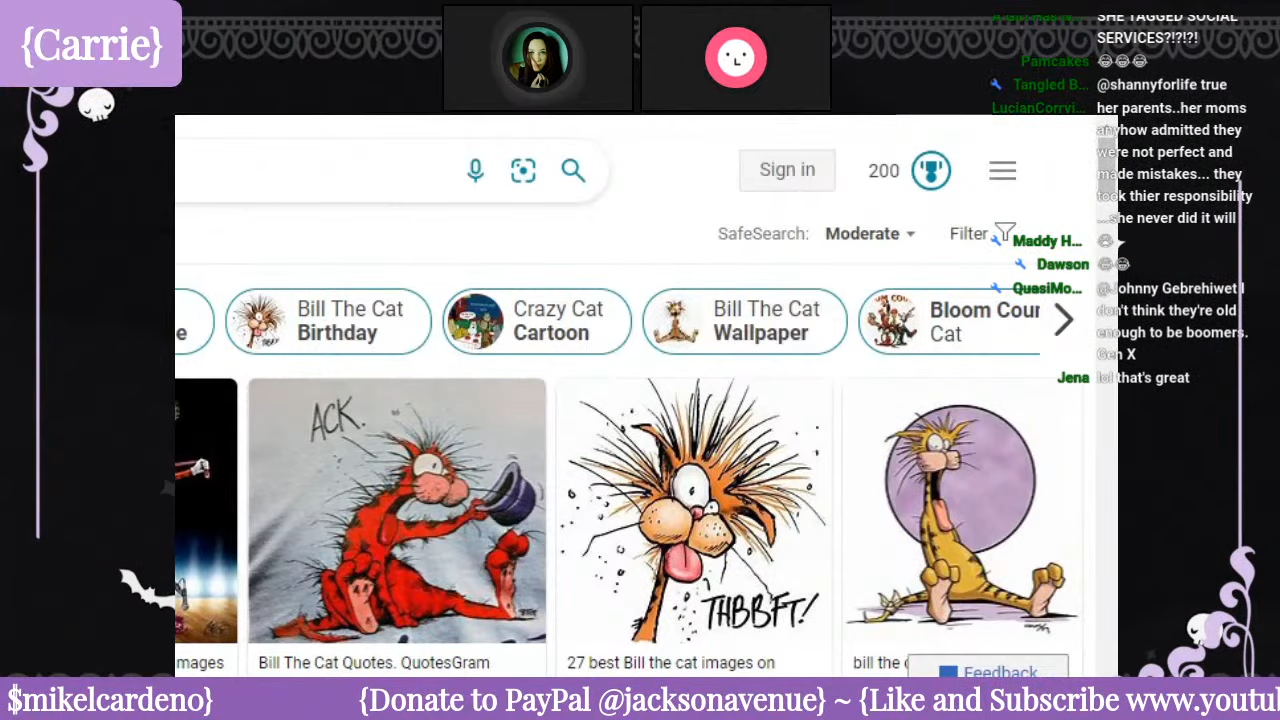 {Carrie}
SHE TAGGED SOCIAL
SERVICES?!?!?!
Pamcakes
Tangled B... @shannyforlife true
LucianCorrvi... her parents..her moms
anyhow admitted they
were not perfect and
made mistakes... they
took thier responsibility
...she never did it will
Maddy H...
Dawson
QuasiMo... @Johnny Gebrehiwet I
don't think they're old
enough to be boomers.
Gen X
Jena lol that's great
Sign in
200
SafeSearch: Moderate
Filter
e
Bill The Cat
Birthday
Crazy Cat
Cartoon
Bill The Cat
Wallpaper
Bloom Coun
Cat
ACK.
THBBFT!
mages
Bill The Cat Quotes. QuotesGram
27 best Bill the cat images on
bill the c
Feedback
$mikelcardeno}
{Donate to PayPal @jacksonavenue} ~ {Like and Subscribe www.youtu